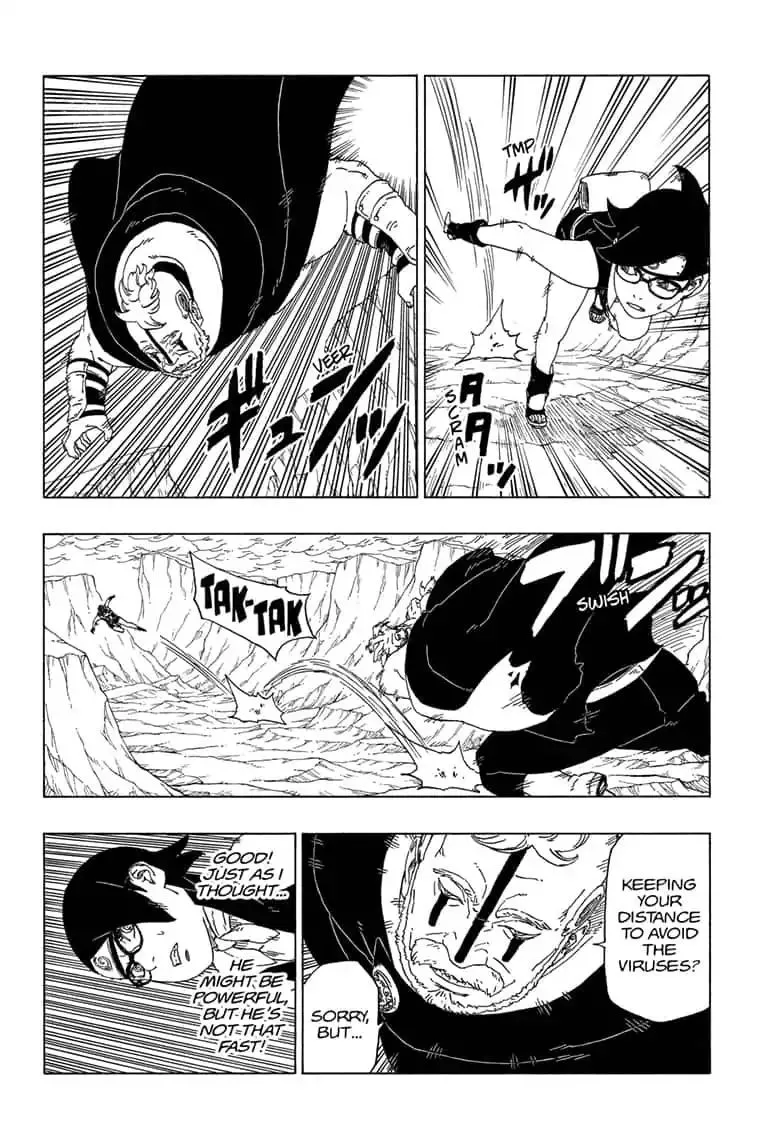 TMP
ザッ
SCRAM
タタッ
VEER
ギュンッ
SWISH
ブンッ
TAK-TAK
KEEPING
YOUR
DISTANCE
TO AVOID
THE
VIRUSES?
SORRY,
BUT...
GOOD!
JUST AS I
THOUGHT...
HE
MIGHT BE
POWERFUL,
BUT HE'S
NOT THAT
FAST!